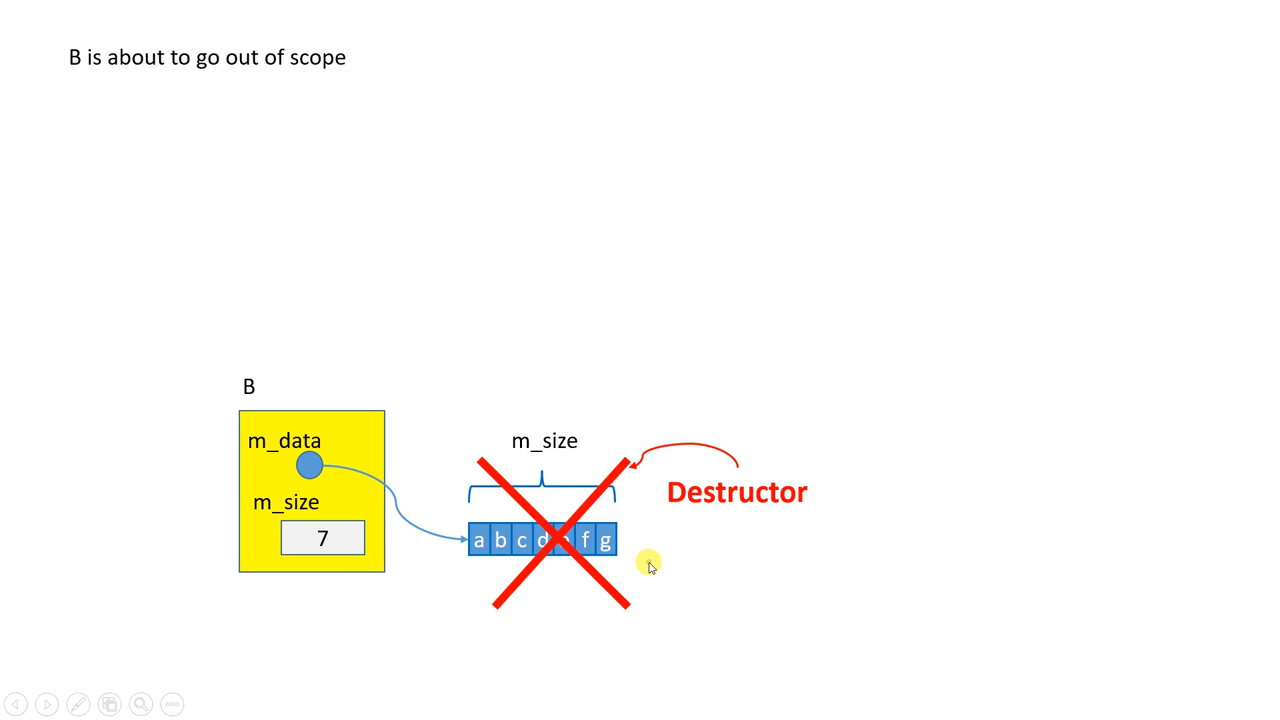 B is about to go out of scope
B
m_data
m_size
7
m_size
Destructor
a b c d f g